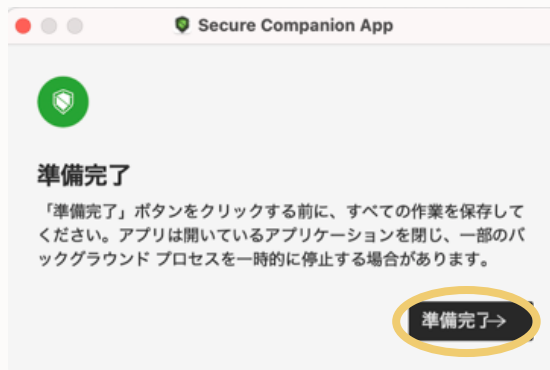 Secure Companion App
準備完了
「準備完了」ボタンをクリックする前に、すべての作業を保存して
ください。アプリは開いているアプリケーションを閉じ、一部のバ
ックグラウンド プロセスを一時的に停止する場合があります。
準備完了→